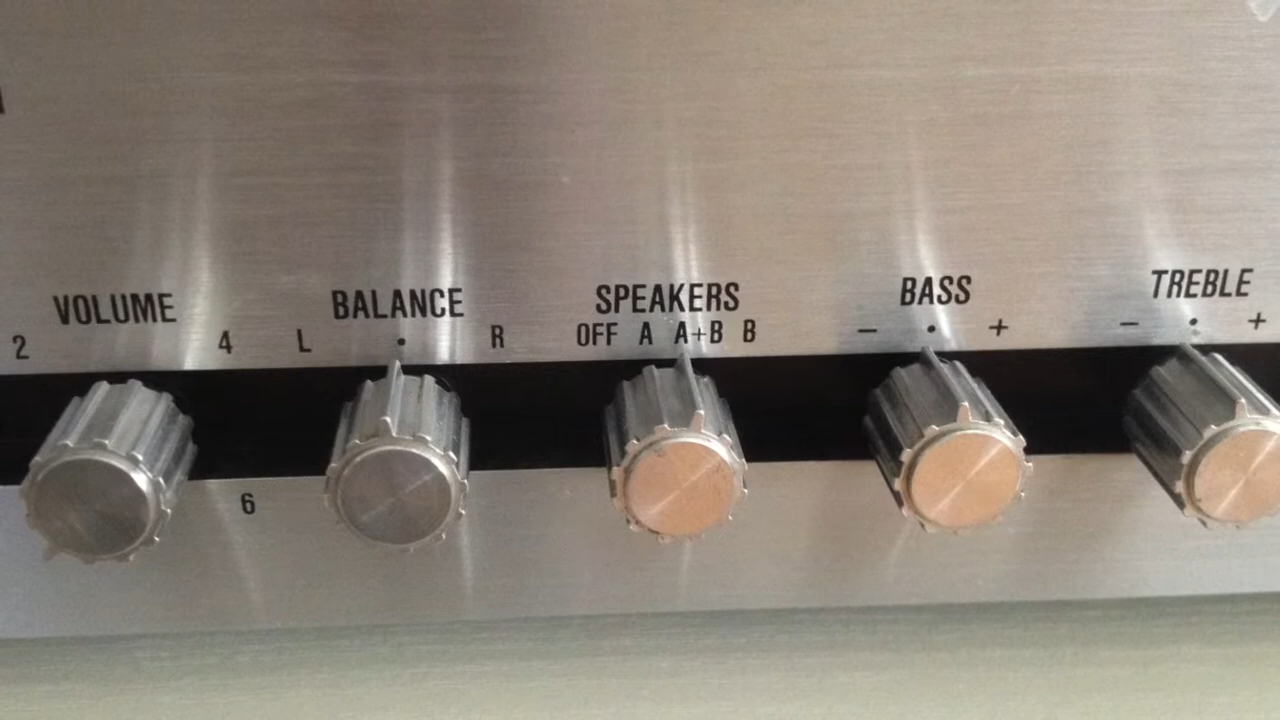 VOLUME BALANCE SPEAKERS BASS TREBLE
2 4 L • R OFF A A+B B – • + – • +
6